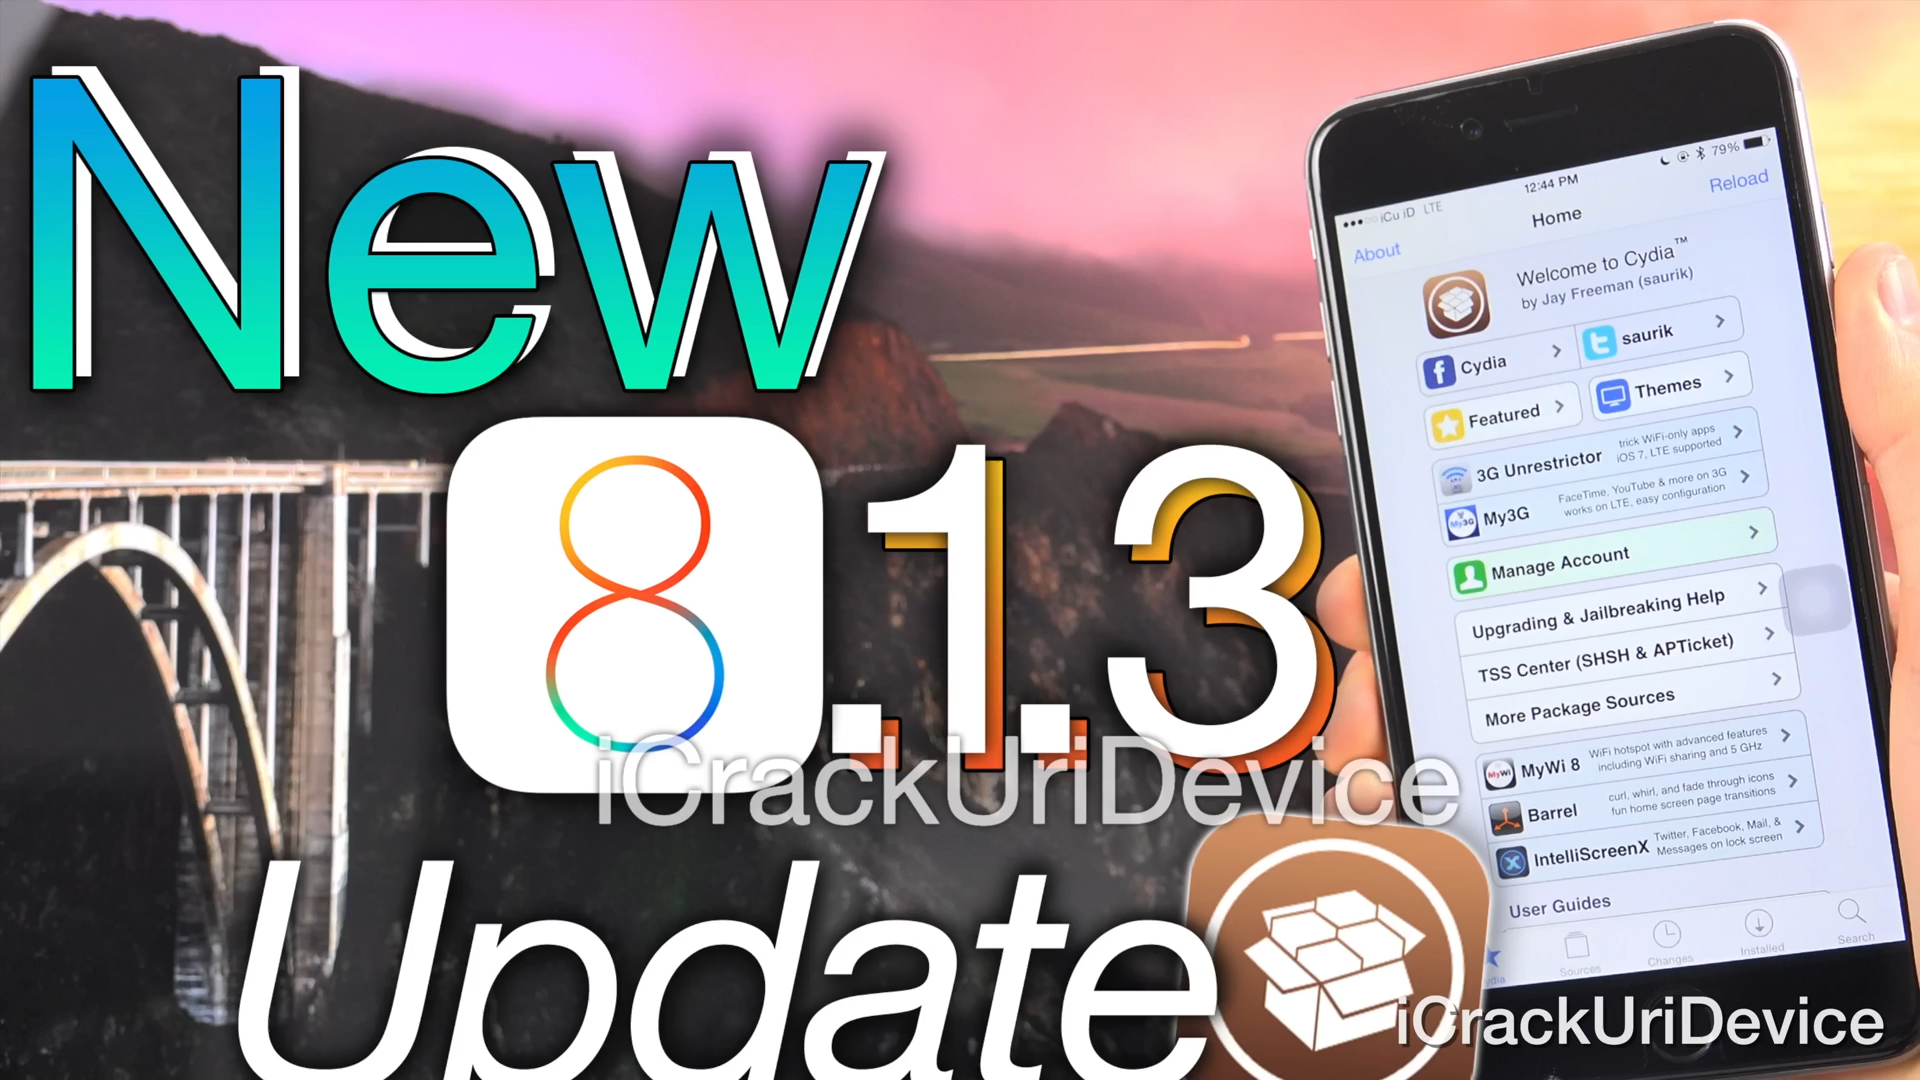 New
8.1.3
iCrackUriDevice
Update
iCu iD LTE
12:44 PM
79%
About
Home
Reload
Welcome to Cydia™
by Jay Freeman (saurik)
Cydia
saurik
Featured
Themes
3G Unrestrictor
trick WiFi-only apps
iOS 7, LTE supported
My3G
My3G
FaceTime, YouTube & more on 3G
works on LTE, easy configuration
Manage Account
Upgrading & Jailbreaking Help
TSS Center (SHSH & APTicket)
More Package Sources
MyWi
MyWi 8
WiFi hotspot with advanced features
including WiFi sharing and 5 GHz
Barrel
curl, whirl, and fade through icons
fun home screen page transitions
IntelliScreenX
Twitter, Facebook, Mail, &
Messages on lock screen
User Guides
ydia
Sources
Changes
Installed
Search
iCrackUriDevice